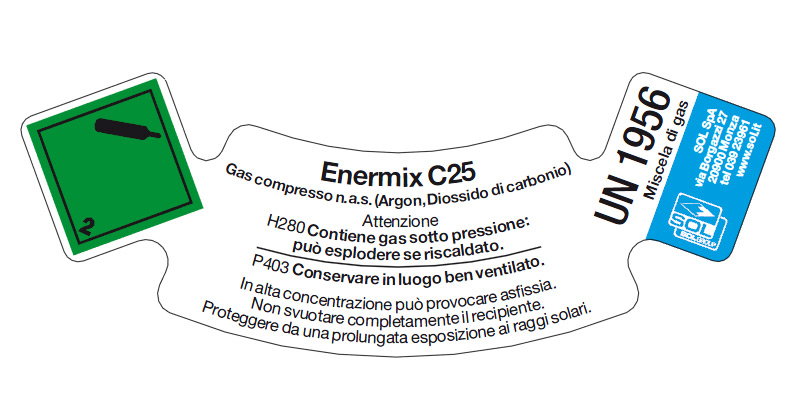 2
Enermix C25
Gas compresso n.a.s. (Argon, Diossido di carbonio)
Attenzione
H280 Contiene gas sotto pressione:
può esplodere se riscaldato.
P403 Conservare in luogo ben ventilato.
In alta concentrazione può provocare asfissia.
Non svuotare completamente il recipiente.
Proteggere da una prolungata esposizione ai raggi solari.
UN 1956
Miscela di gas
SOL SpA
via Borgazzi 27
20900 Monza
tel 039 23961
www.sol.it
SOL
SOLGROUP